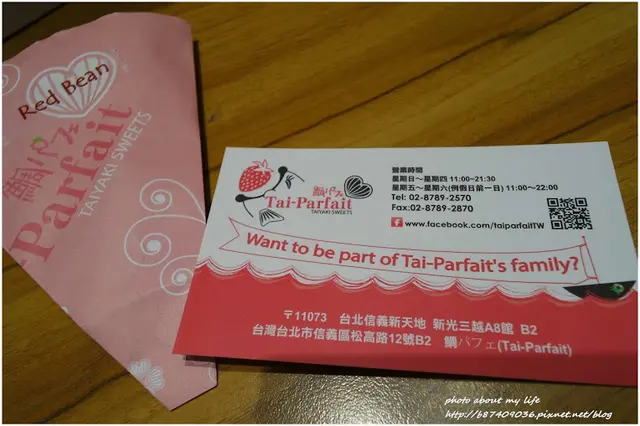 Red Bean
鯛パフェ
Parfait
TAIYAKI SWEETS
鯛パフェ
Tai-Parfait
TAIYAKI SWEETS
營業時間
星期日～星期四 11:00~21:30
星期五～星期六(例假日第一日) 11:00~22:00
Tel: 02-8789-2570
Fax:02-8789-2870
www.facebook.com/taiparfaitTW
Want to be part of Tai-Parfait's family?
〒11073 台北信義新天地 新光三越A8館 B2
台灣台北市信義區松高路12號B2 鯛パフェ(Tai-Parfait)
photo about my life
http://b87409036.pixnet.net/blog